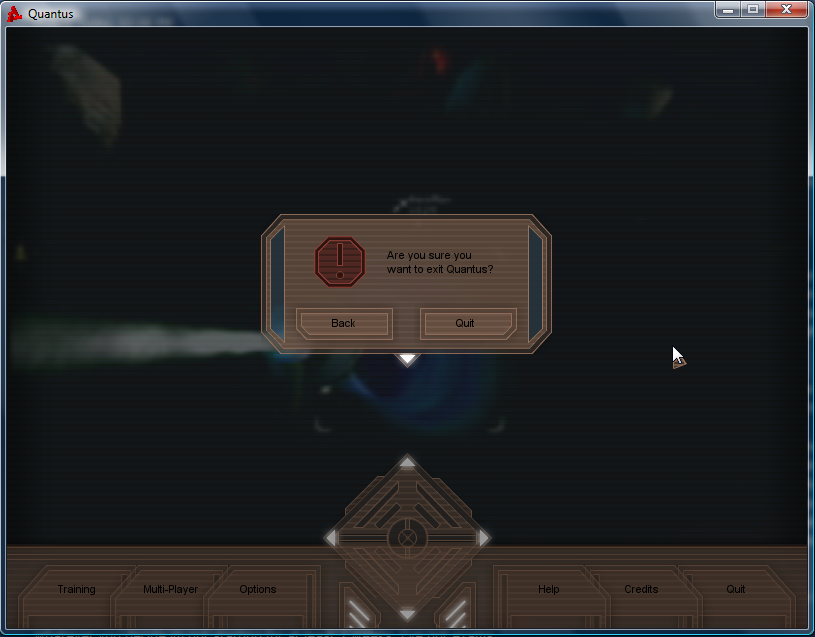 Quantus
Are you sure you
want to exit Quantus?
Back
Quit
Training
Multi-Player
Options
Help
Credits
Quit